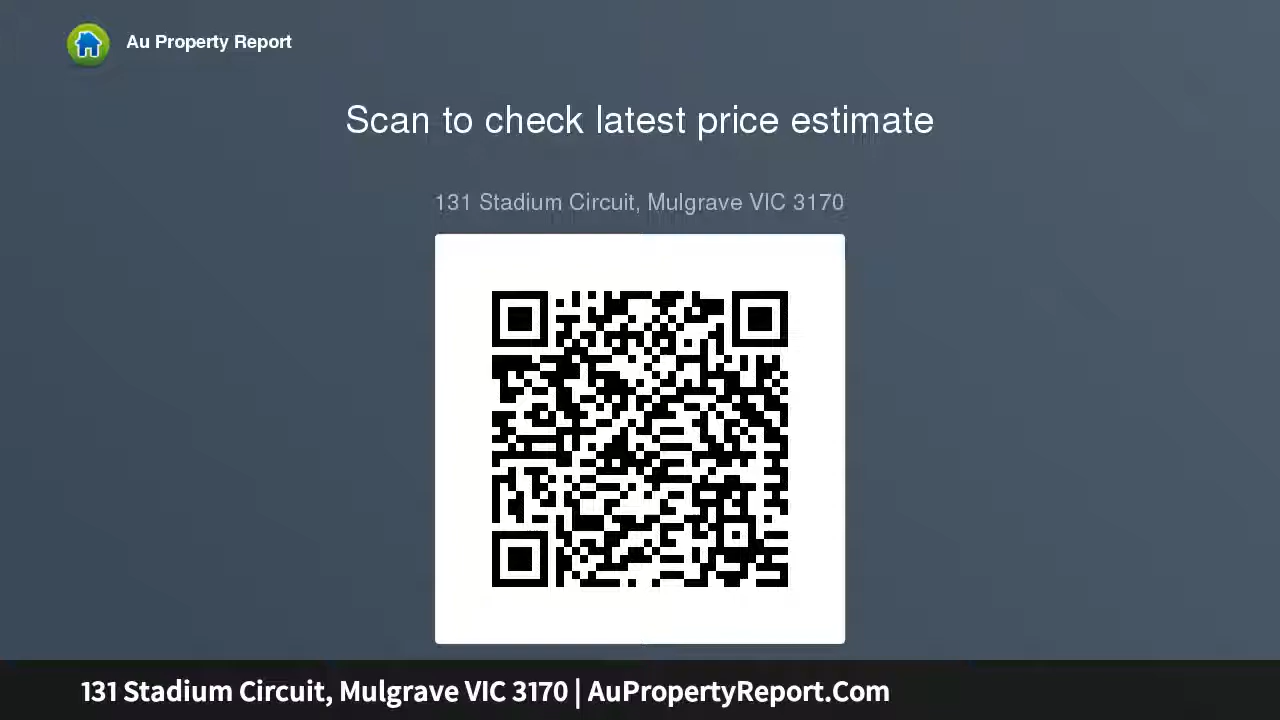 Au Property Report
Scan to check latest price estimate
131 Stadium Circuit, Mulgrave VIC 3170
131 Stadium Circuit, Mulgrave VIC 3170 | AuPropertyReport.Com